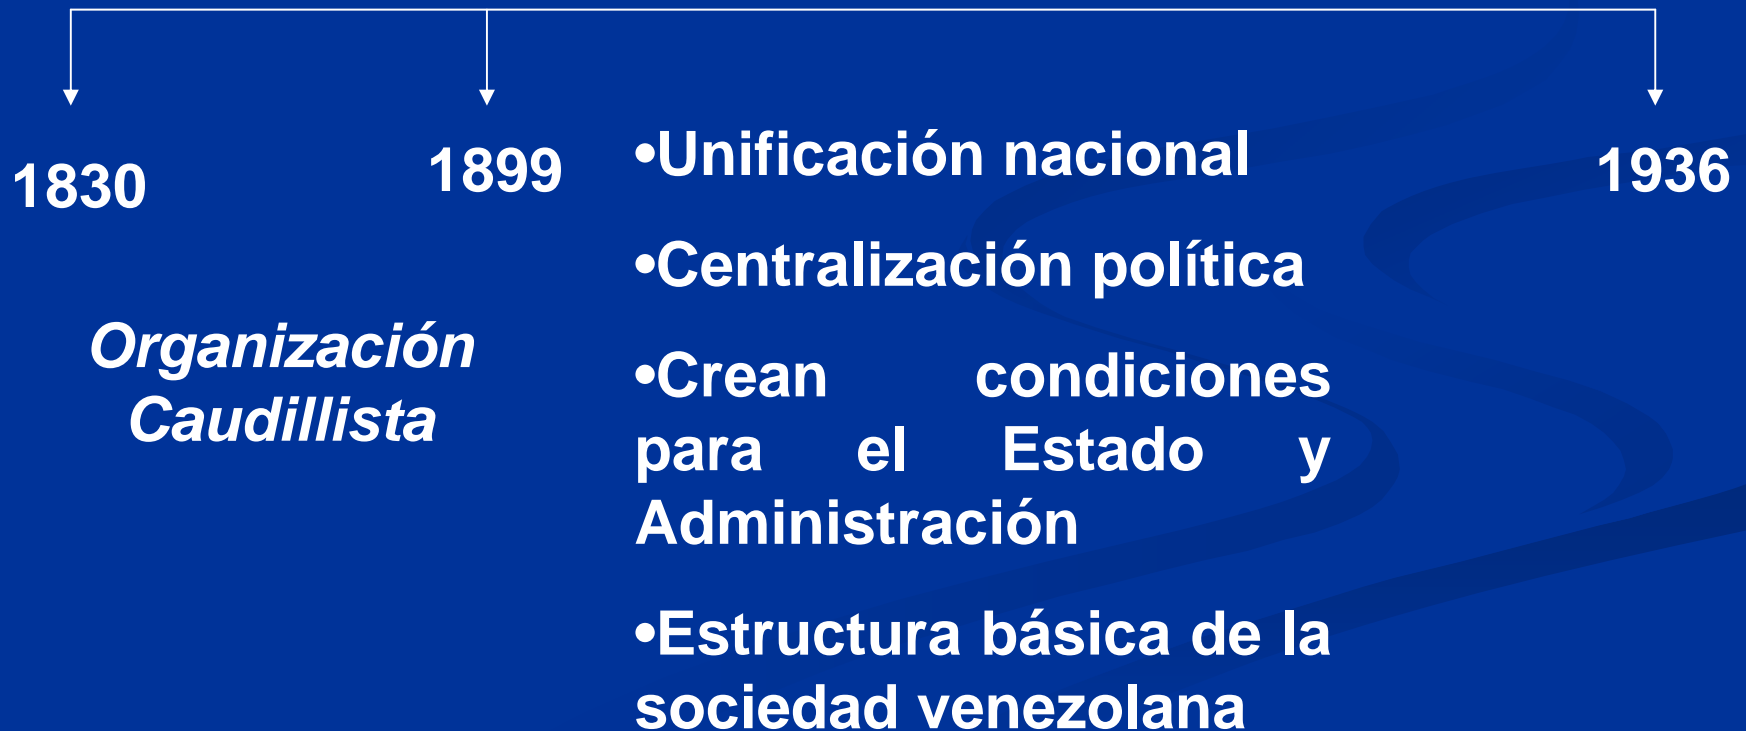 1830
1899
1936
Organización
Caudillista
•Unificación nacional
•Centralización política
•Crean condiciones
para el Estado y
Administración
•Estructura básica de la
sociedad venezolana